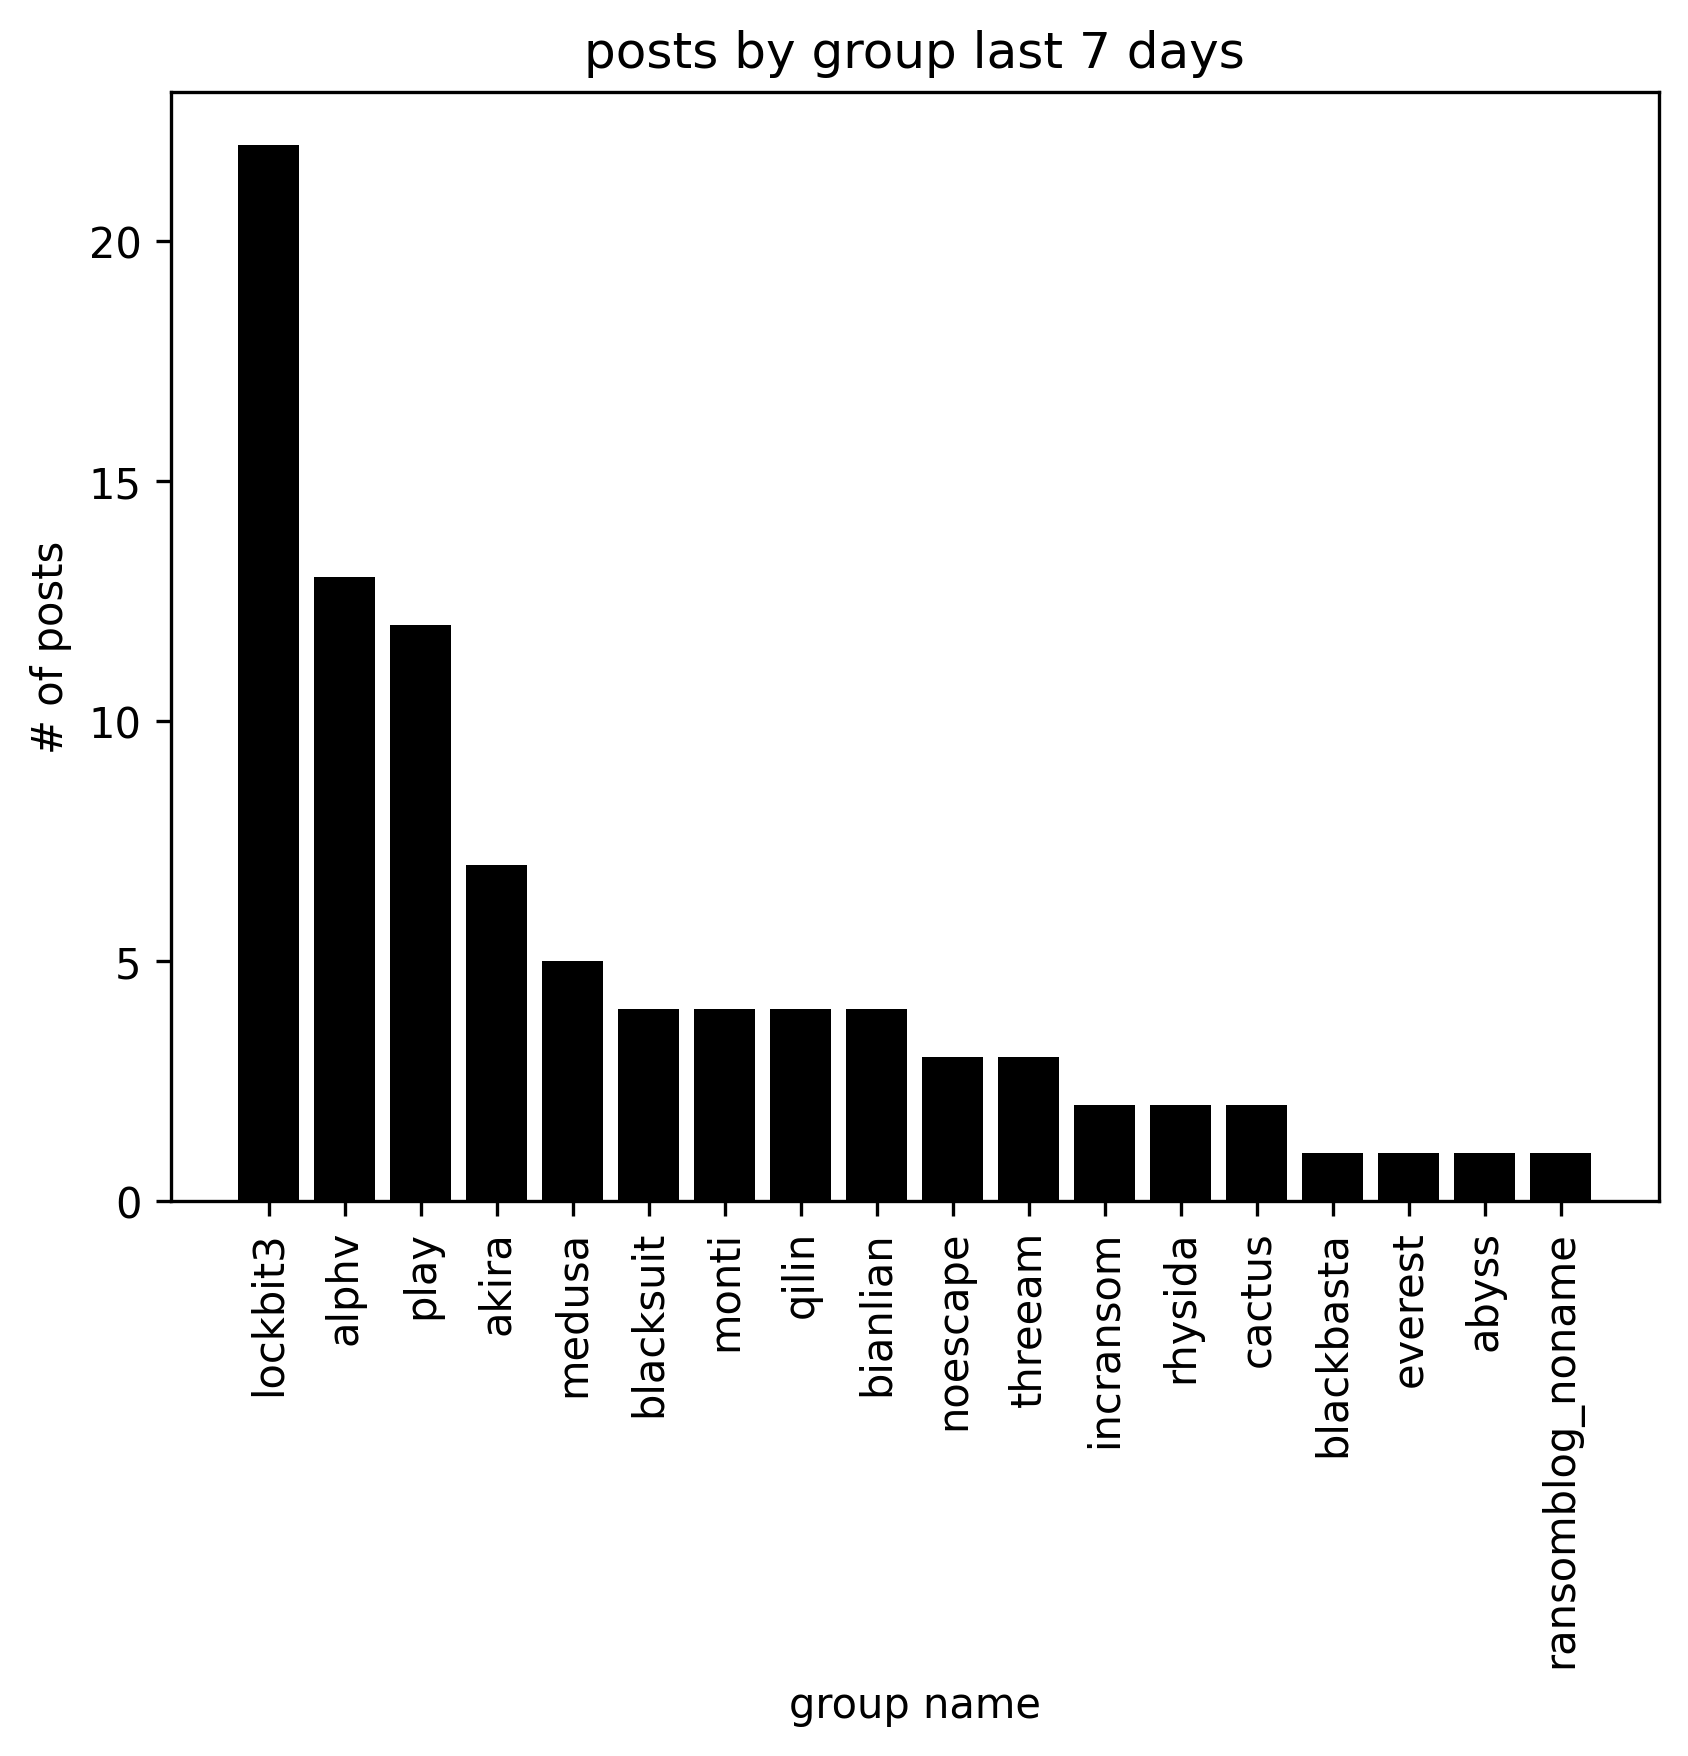 posts by group last 7 days
# of posts
20
15
10
5
0
lockbit3
alphv
play
akira
medusa
blacksuit
monti
qilin
bianlian
noescape
threeam
incransom
rhysida
cactus
blackbasta
everest
abyss
ransomblog_noname
group name